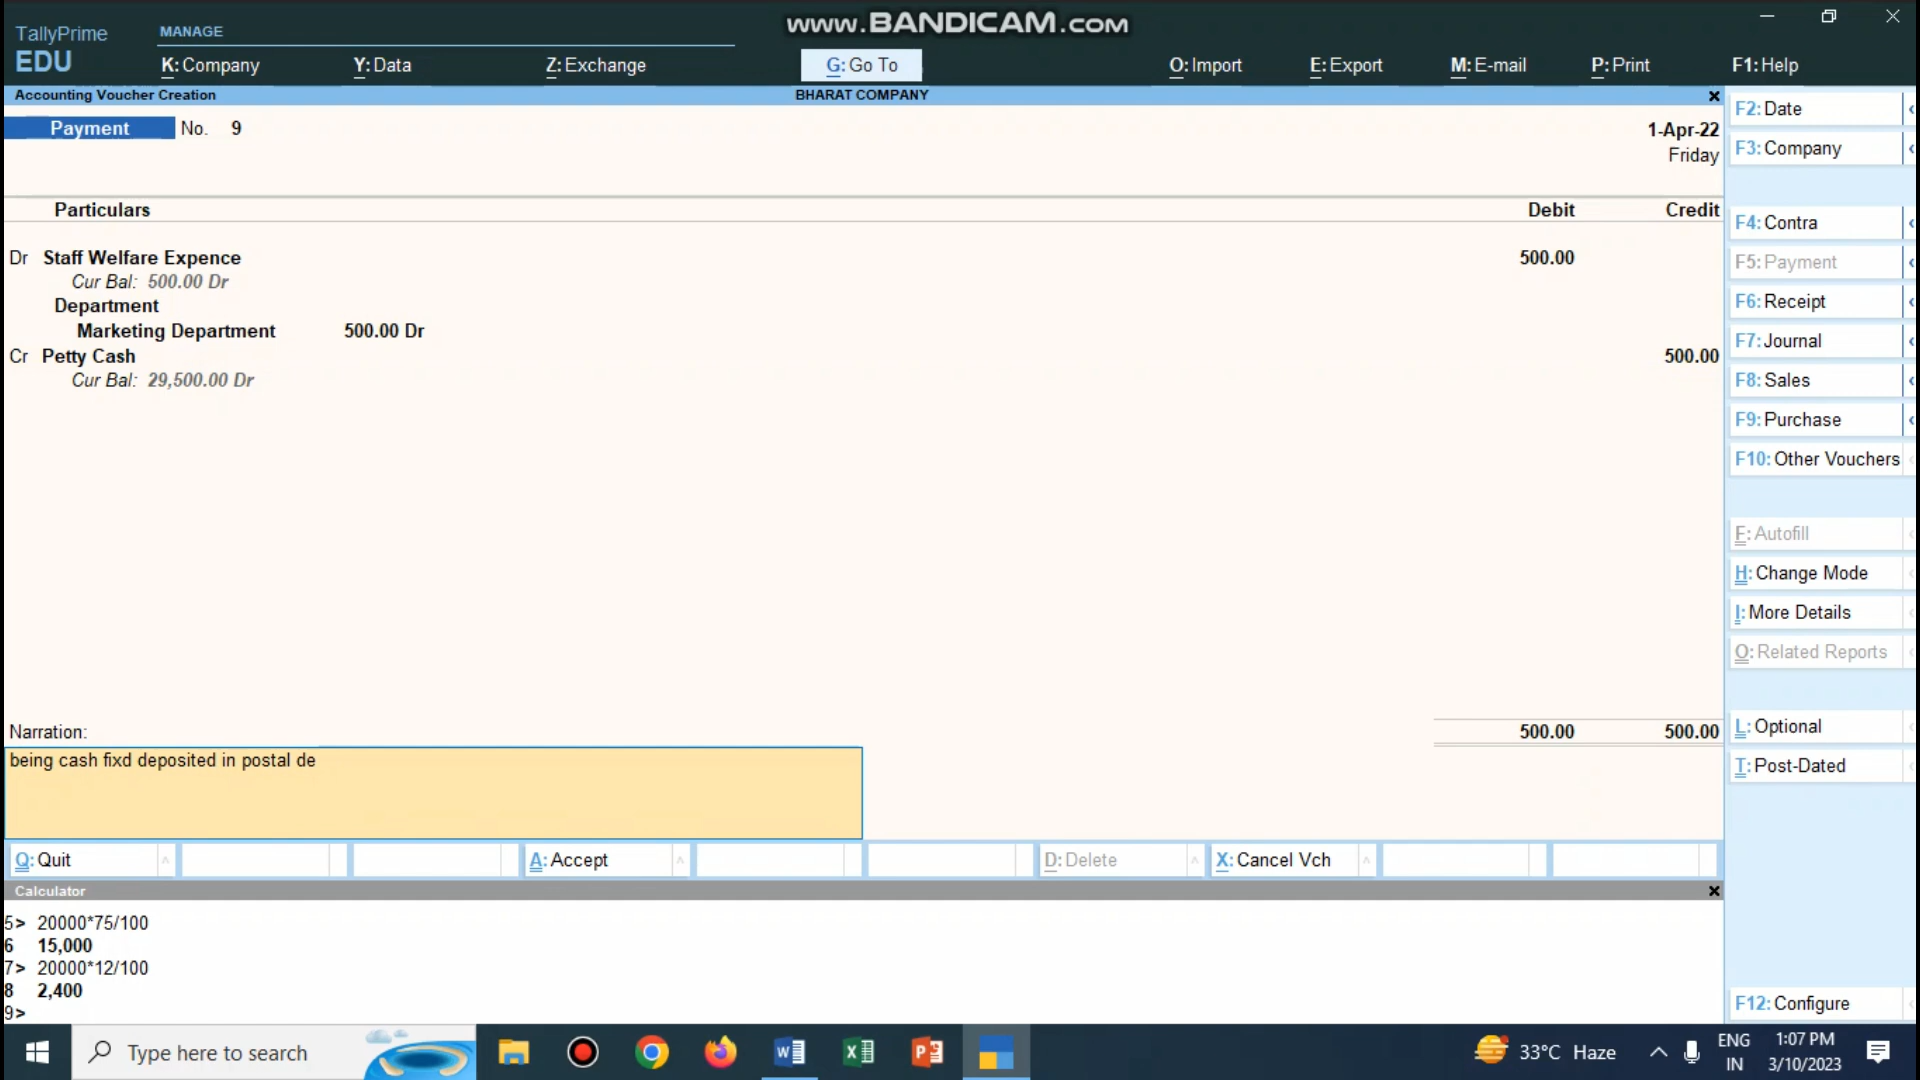 www.BANDICAM.com
TallyPrime
EDU
MANAGE
K: Company
Y: Data
Z: Exchange
G: Go To
O: Import
E: Export
M: E-mail
P: Print
F1: Help
Accounting Voucher Creation
BHARAT COMPANY
Payment No. 9
1-Apr-22
Friday
Particulars Debit Credit
Dr Staff Welfare Expence 500.00
Cur Bal: 500.00 Dr
Department
Marketing Department 500.00 Dr
Cr Petty Cash 500.00
Cur Bal: 29,500.00 Dr
Narration: 500.00 500.00
being cash fixd deposited in postal de
Q: Quit
A: Accept
D: Delete
X: Cancel Vch
F2: Date
F3: Company
F4: Contra
F5: Payment
F6: Receipt
F7: Journal
F8: Sales
F9: Purchase
F10: Other Vouchers
F: Autofill
H: Change Mode
I: More Details
O: Related Reports
L: Optional
T: Post-Dated
F12: Configure
Calculator
5> 20000*75/100
6 15,000
7> 20000*12/100
8 2,400
9>
Type here to search
33°C Haze
ENG
IN
1:07 PM
3/10/2023